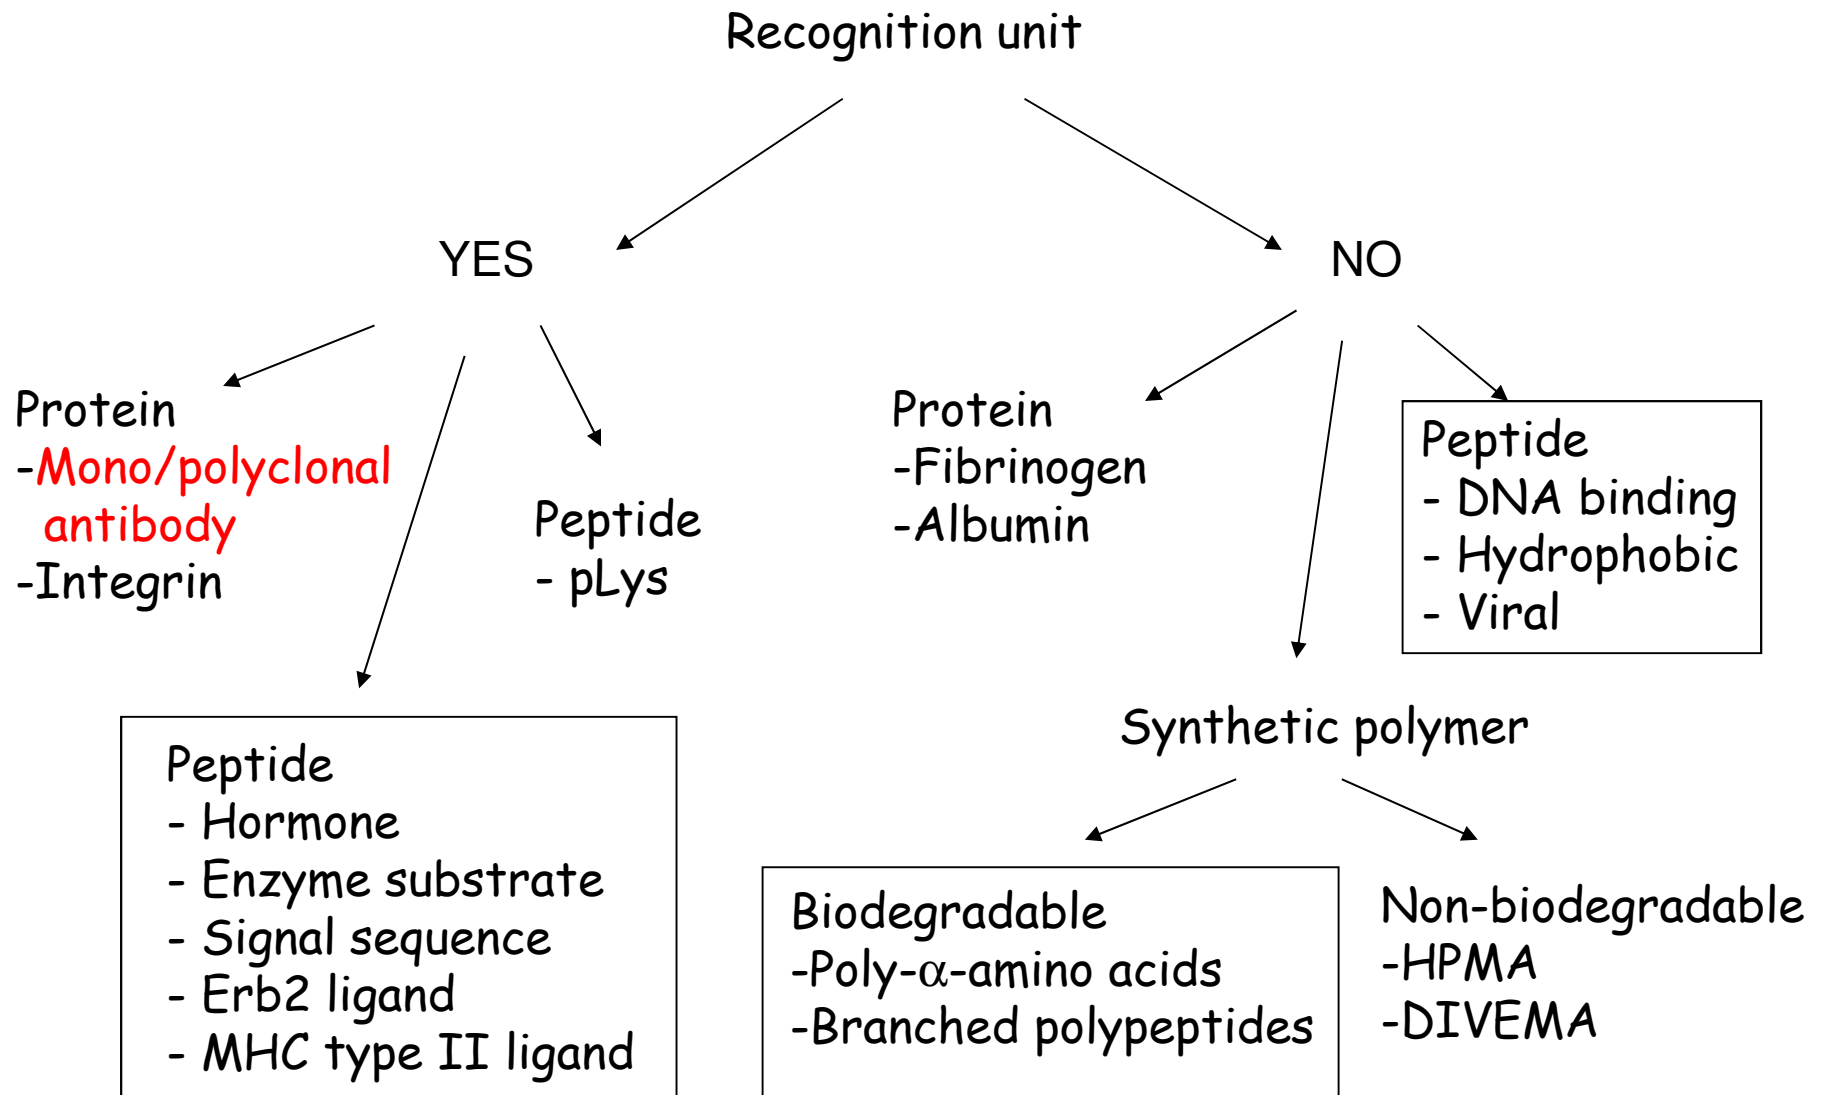 Recognition unit
YES
NO
Protein
-Mono/polyclonal
antibody
-Integrin
Peptide
- pLys
Protein
-Fibrinogen
-Albumin
Peptide
- DNA binding
- Hydrophobic
- Viral
Peptide
- Hormone
- Enzyme substrate
- Signal sequence
- Erb2 ligand
- MHC type II ligand
Synthetic polymer
Biodegradable
-Poly-α-amino acids
-Branched polypeptides
Non-biodegradable
-HPMA
-DIVEMA